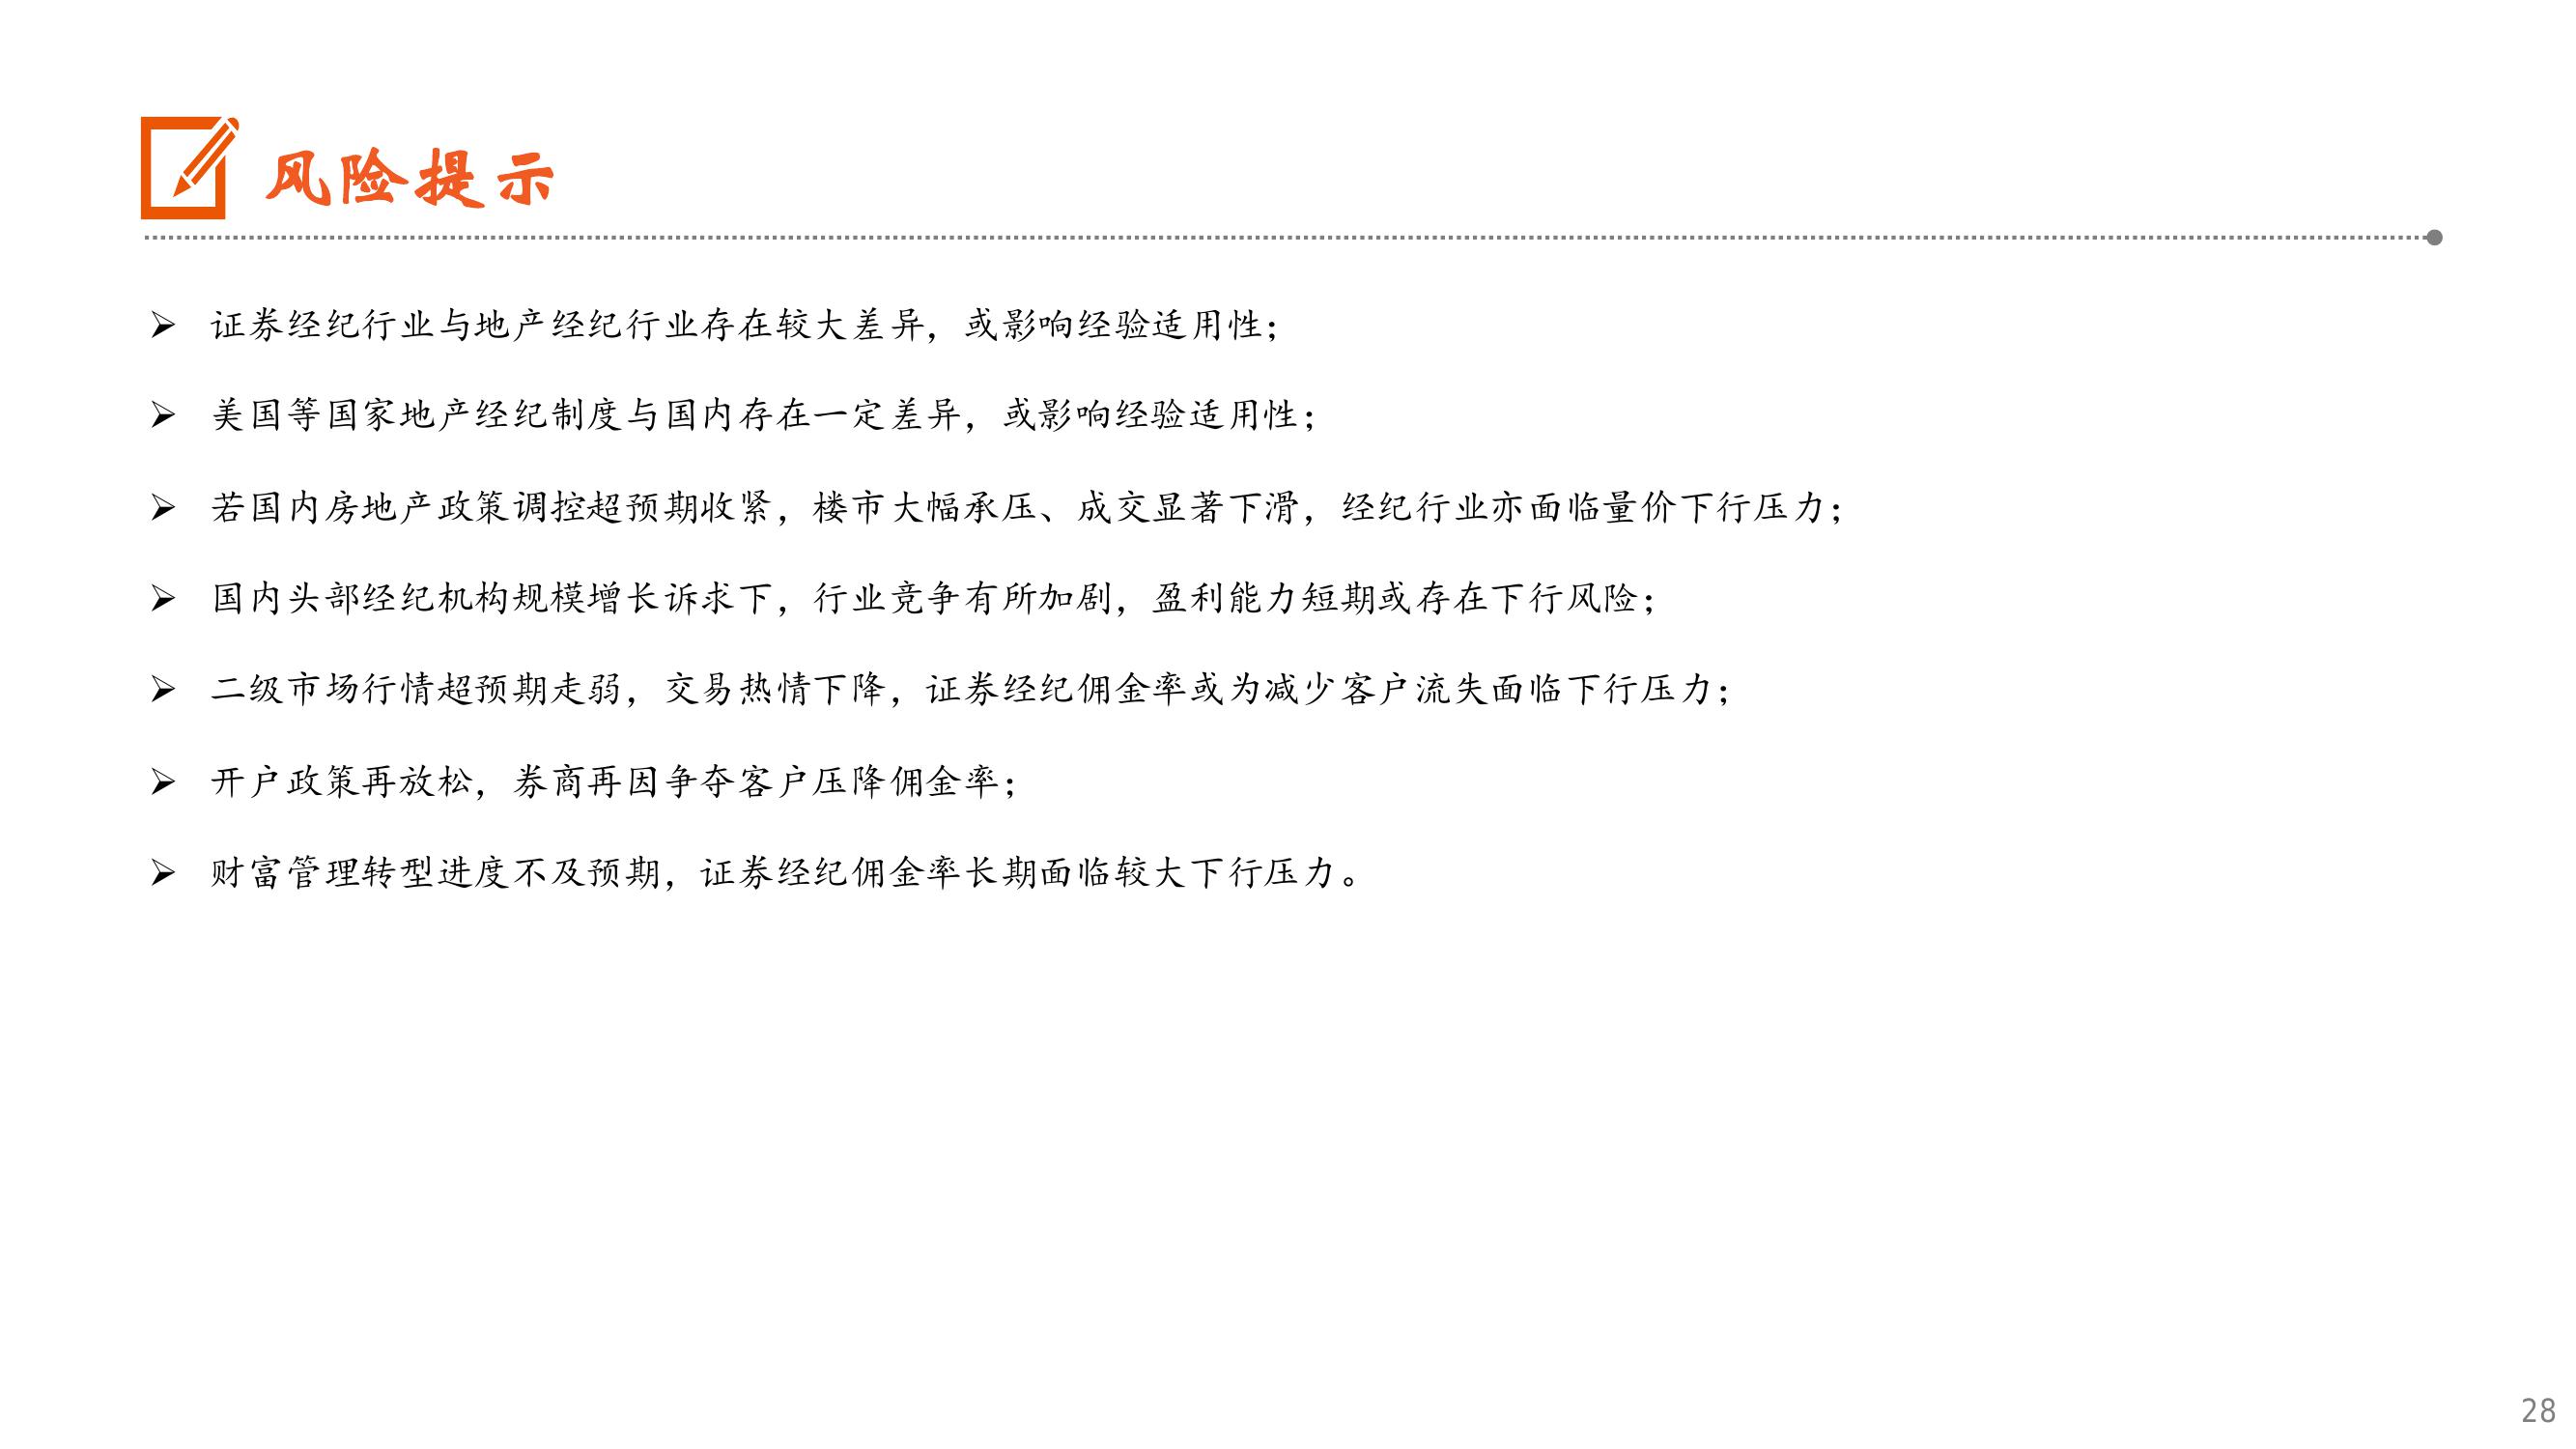 风险提示
➢ 证券经纪行业与地产经纪行业存在较大差异，或影响经验适用性；
➢ 美国等国家地产经纪制度与国内存在一定差异，或影响经验适用性；
➢ 若国内房地产政策调控超预期收紧，楼市大幅承压、成交显著下滑，经纪行业亦面临量价下行压力；
➢ 国内头部经纪机构规模增长诉求下，行业竞争有所加剧，盈利能力短期或存在下行风险；
➢ 二级市场行情超预期走弱，交易热情下降，证券经纪佣金率或为减少客户流失面临下行压力；
➢ 开户政策再放松，券商再因争夺客户压降佣金率；
➢ 财富管理转型进度不及预期，证券经纪佣金率长期面临较大下行压力。
28